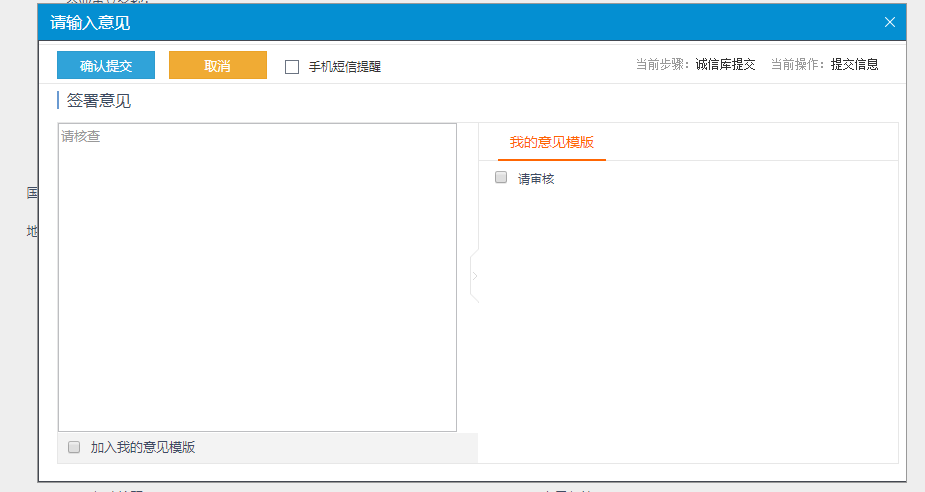 请输入意见
确认提交 取消 手机短信提醒 当前步骤：诚信库提交 当前操作：提交信息
签署意见
请核查
我的意见模版
请审核
国
地
加入我的意见模版